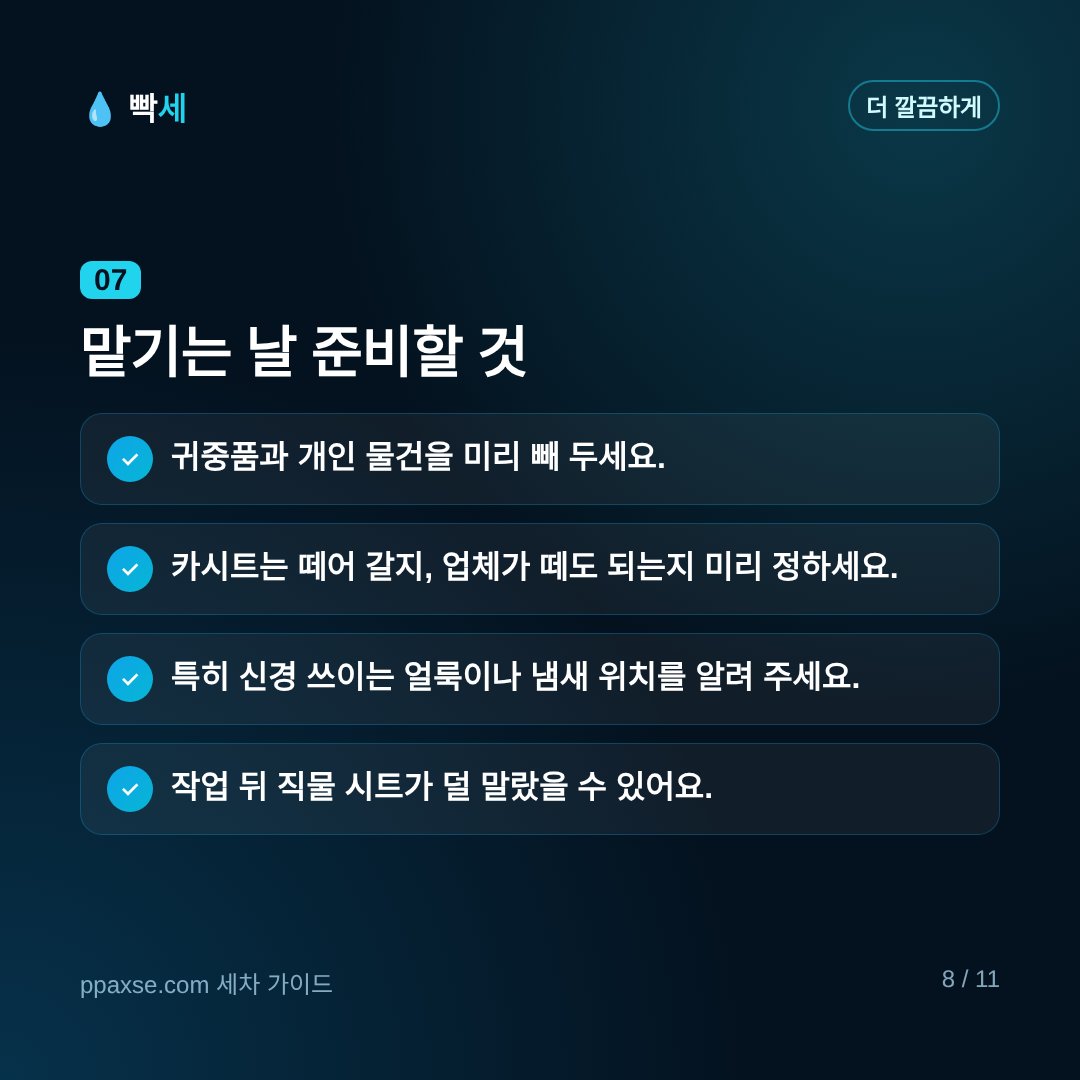 빡세
더 깔끔하게
07
맡기는 날 준비할 것
귀중품과 개인 물건을 미리 빼 두세요.
카시트는 떼어 갈지, 업체가 떼도 되는지 미리 정하세요.
특히 신경 쓰이는 얼룩이나 냄새 위치를 알려 주세요.
작업 뒤 직물 시트가 덜 말랐을 수 있어요.
ppaxse.com 세차 가이드
8 / 11